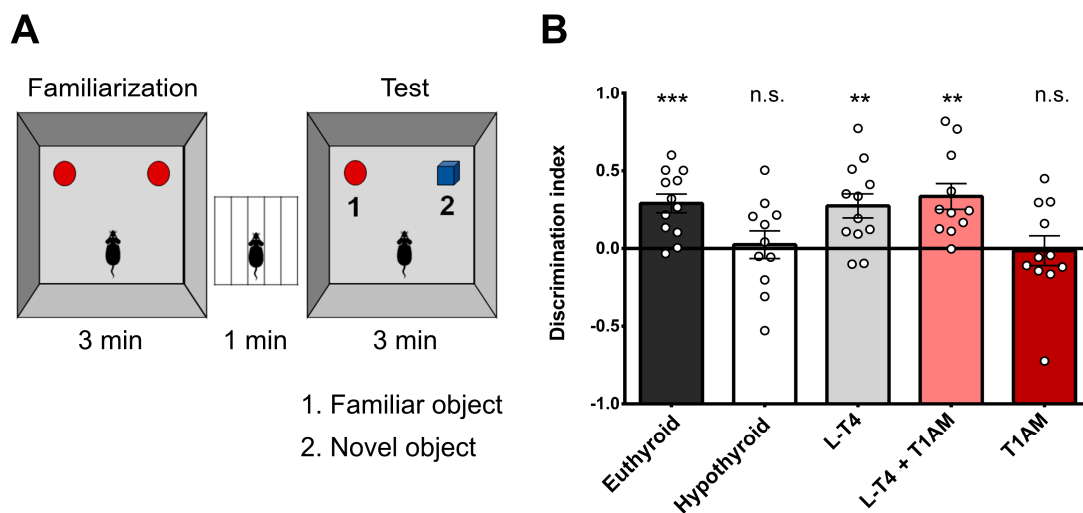 A
Familiarization
Test
1
2
3 min
1 min
3 min
1. Familiar object
2. Novel object
B
Discrimination index
1.0
0.5
0.0
-0.5
-1.0
***
n.s.
**
**
n.s.
Euthyroid
Hypothyroid
L-T4
L-T4 + T1AM
T1AM